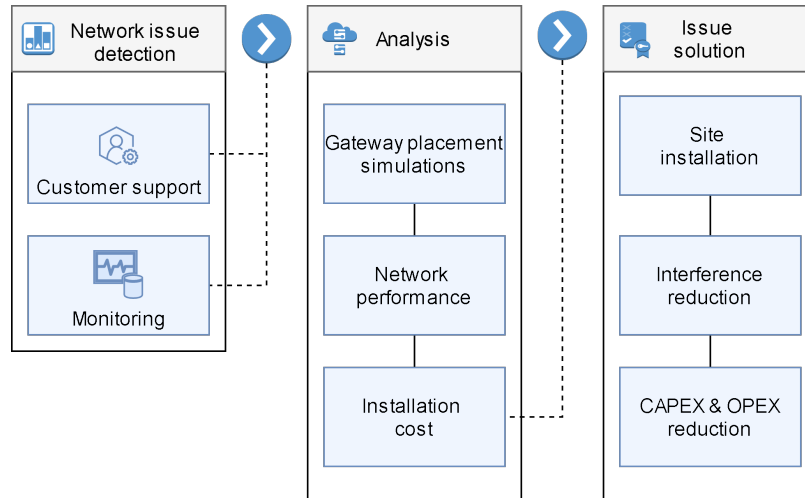 Network issue
detection
Customer support
Monitoring
Analysis
Gateway placement
simulations
Network
performance
Installation
cost
Issue
solution
Site
installation
Interference
reduction
CAPEX & OPEX
reduction